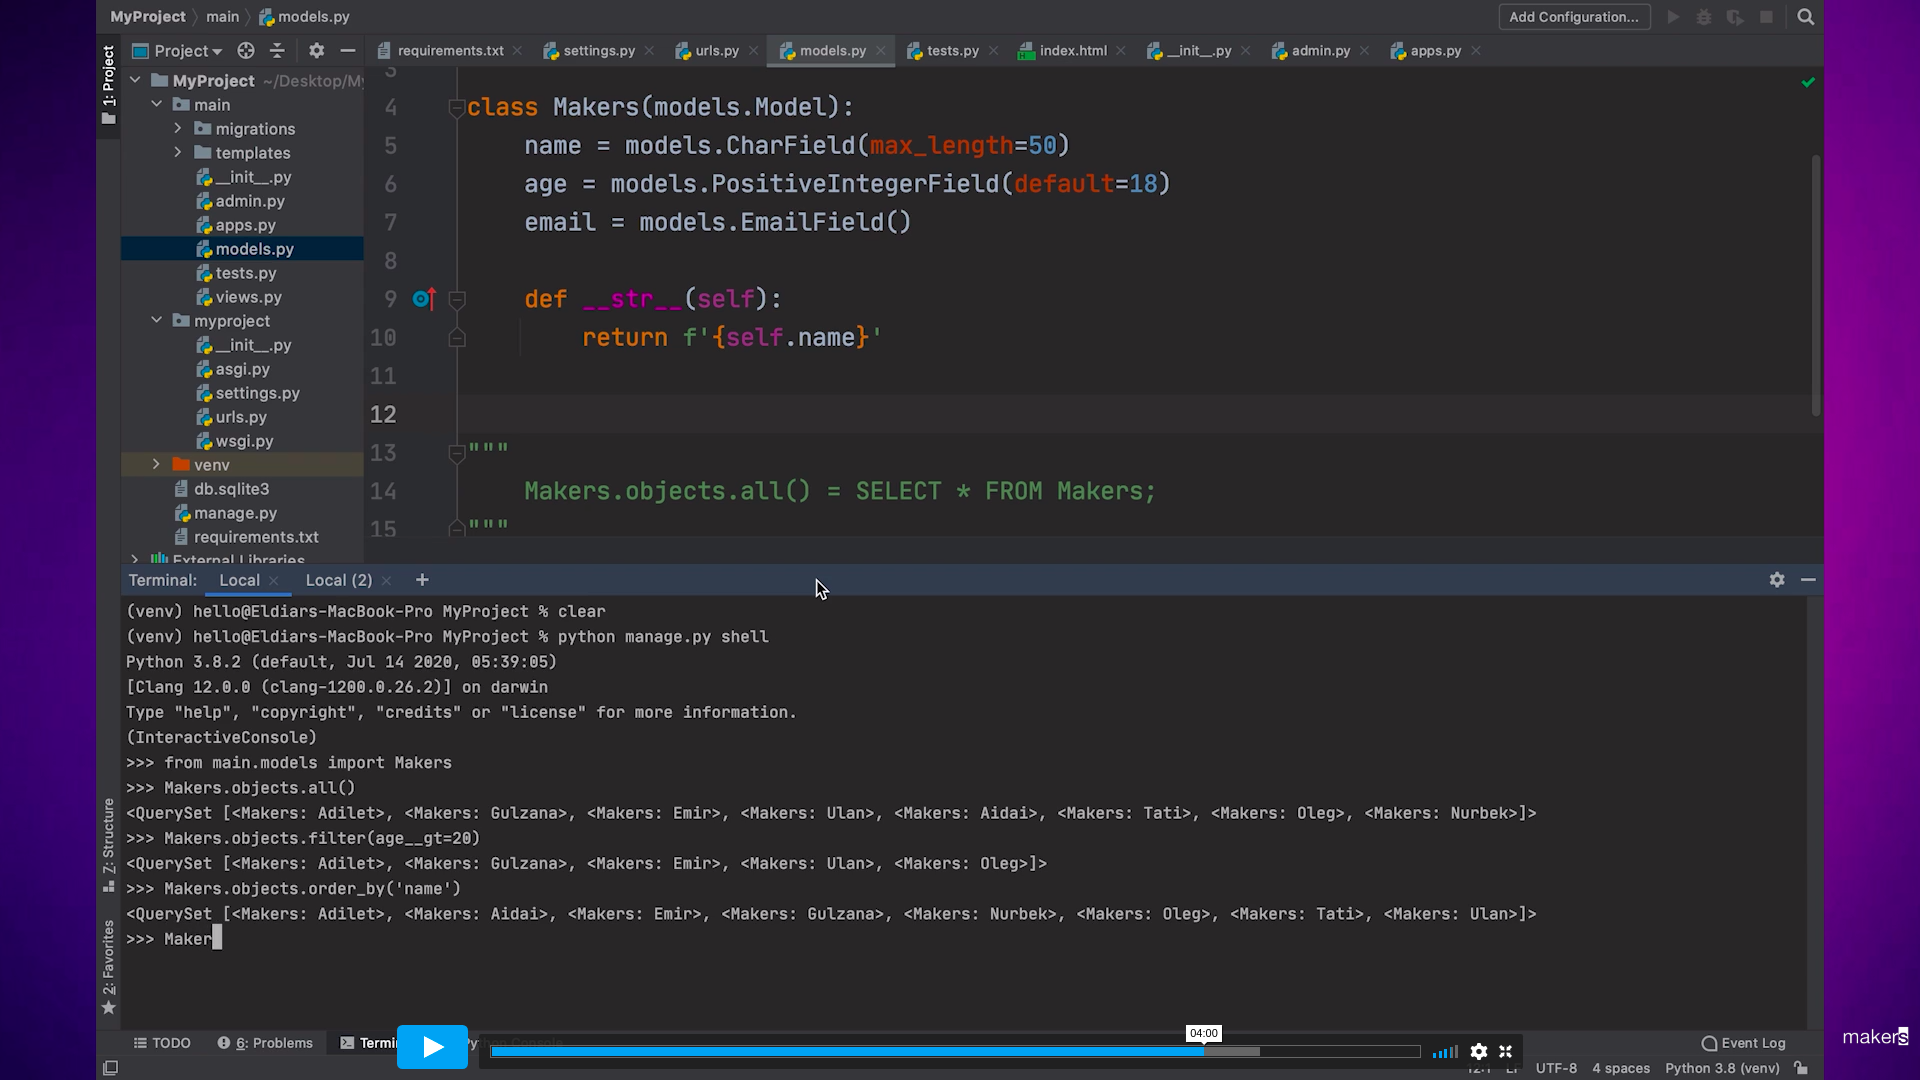 MyProject main models.py
Add Configuration...
1: Project
Project
requirements.txt settings.py urls.py models.py tests.py index.html __init__.py admin.py apps.py
MyProject ~/Desktop/My
main
migrations
templates
__init__.py
admin.py
apps.py
models.py
tests.py
views.py
myproject
__init__.py
asgi.py
settings.py
urls.py
wsgi.py
venv
db.sqlite3
manage.py
requirements.txt
External Libraries
3
4 class Makers(models.Model):
5 name = models.CharField(max_length=50)
6 age = models.PositiveIntegerField(default=18)
7 email = models.EmailField()
8
9 def __str__(self):
10 return f'{self.name}'
11
12
13 """
14 Makers.objects.all() = SELECT * FROM Makers;
15 """
Terminal: Local Local (2) +
(venv) hello@Eldiars-MacBook-Pro MyProject % clear
(venv) hello@Eldiars-MacBook-Pro MyProject % python manage.py shell
Python 3.8.2 (default, Jul 14 2020, 05:39:05)
[Clang 12.0.0 (clang-1200.0.26.2)] on darwin
Type "help", "copyright", "credits" or "license" for more information.
(InteractiveConsole)
>>> from main.models import Makers
>>> Makers.objects.all()
<QuerySet [<Makers: Adilet>, <Makers: Gulzana>, <Makers: Emir>, <Makers: Ulan>, <Makers: Aidai>, <Makers: Tati>, <Makers: Oleg>, <Makers: Nurbek>]>
>>> Makers.objects.filter(age__gt=20)
<QuerySet [<Makers: Adilet>, <Makers: Gulzana>, <Makers: Emir>, <Makers: Ulan>, <Makers: Oleg>]>
>>> Makers.objects.order_by('name')
<QuerySet [<Makers: Adilet>, <Makers: Aidai>, <Makers: Emir>, <Makers: Gulzana>, <Makers: Nurbek>, <Makers: Oleg>, <Makers: Tati>, <Makers: Ulan>]>
>>> Maker
Z: Structure
2: Favorites
TODO 6: Problems Termi
04:00
Event Log
makers
UTF-8 4 spaces Python 3.8 (venv)